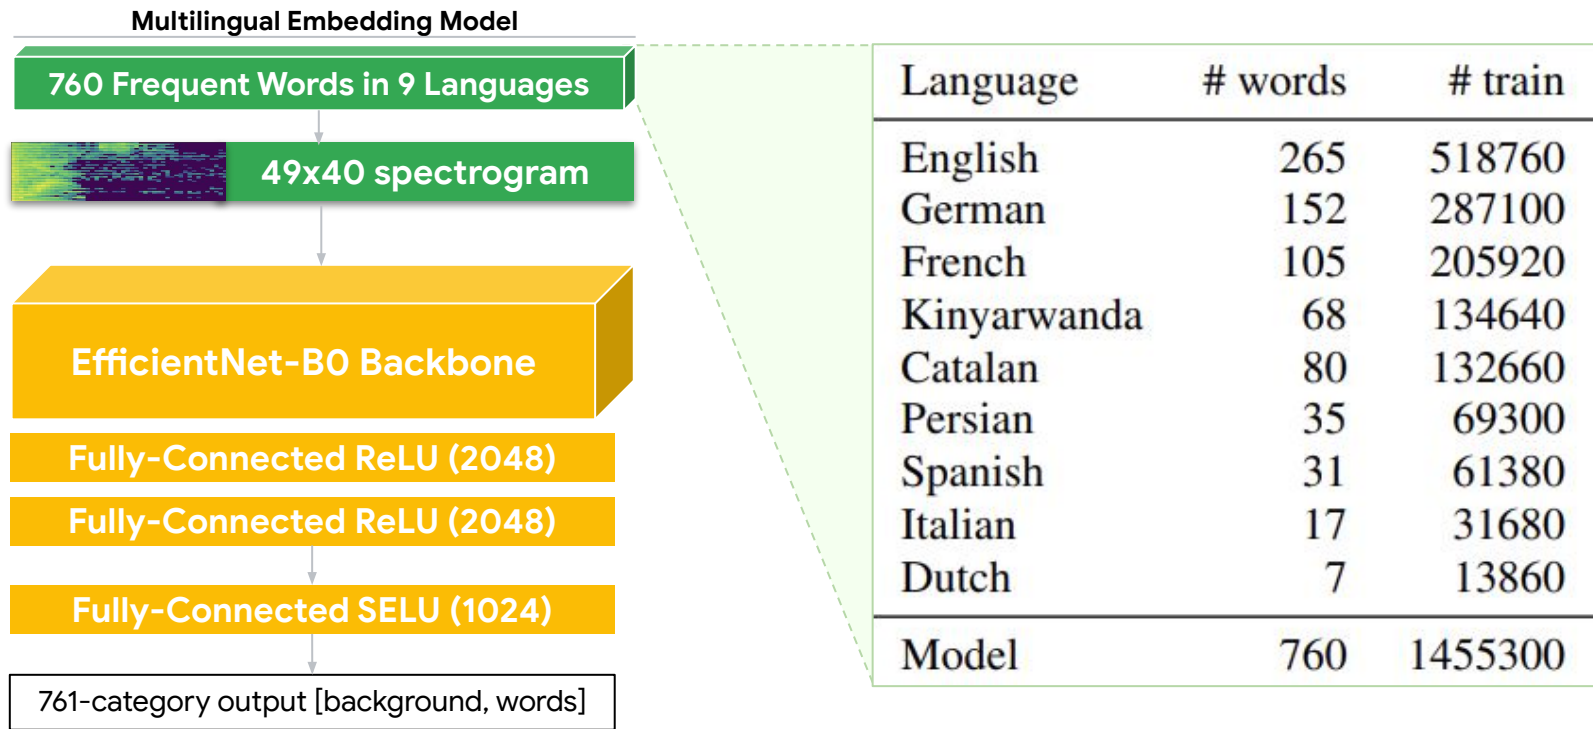 Multilingual Embedding Model
760 Frequent Words in 9 Languages
49x40 spectrogram
EfficientNet-B0 Backbone
Fully-Connected ReLU (2048)
Fully-Connected ReLU (2048)
Fully-Connected SELU (1024)
761-category output [background, words]
Language # words # train
English 265 518760
German 152 287100
French 105 205920
Kinyarwanda 68 134640
Catalan 80 132660
Persian 35 69300
Spanish 31 61380
Italian 17 31680
Dutch 7 13860
Model 760 1455300